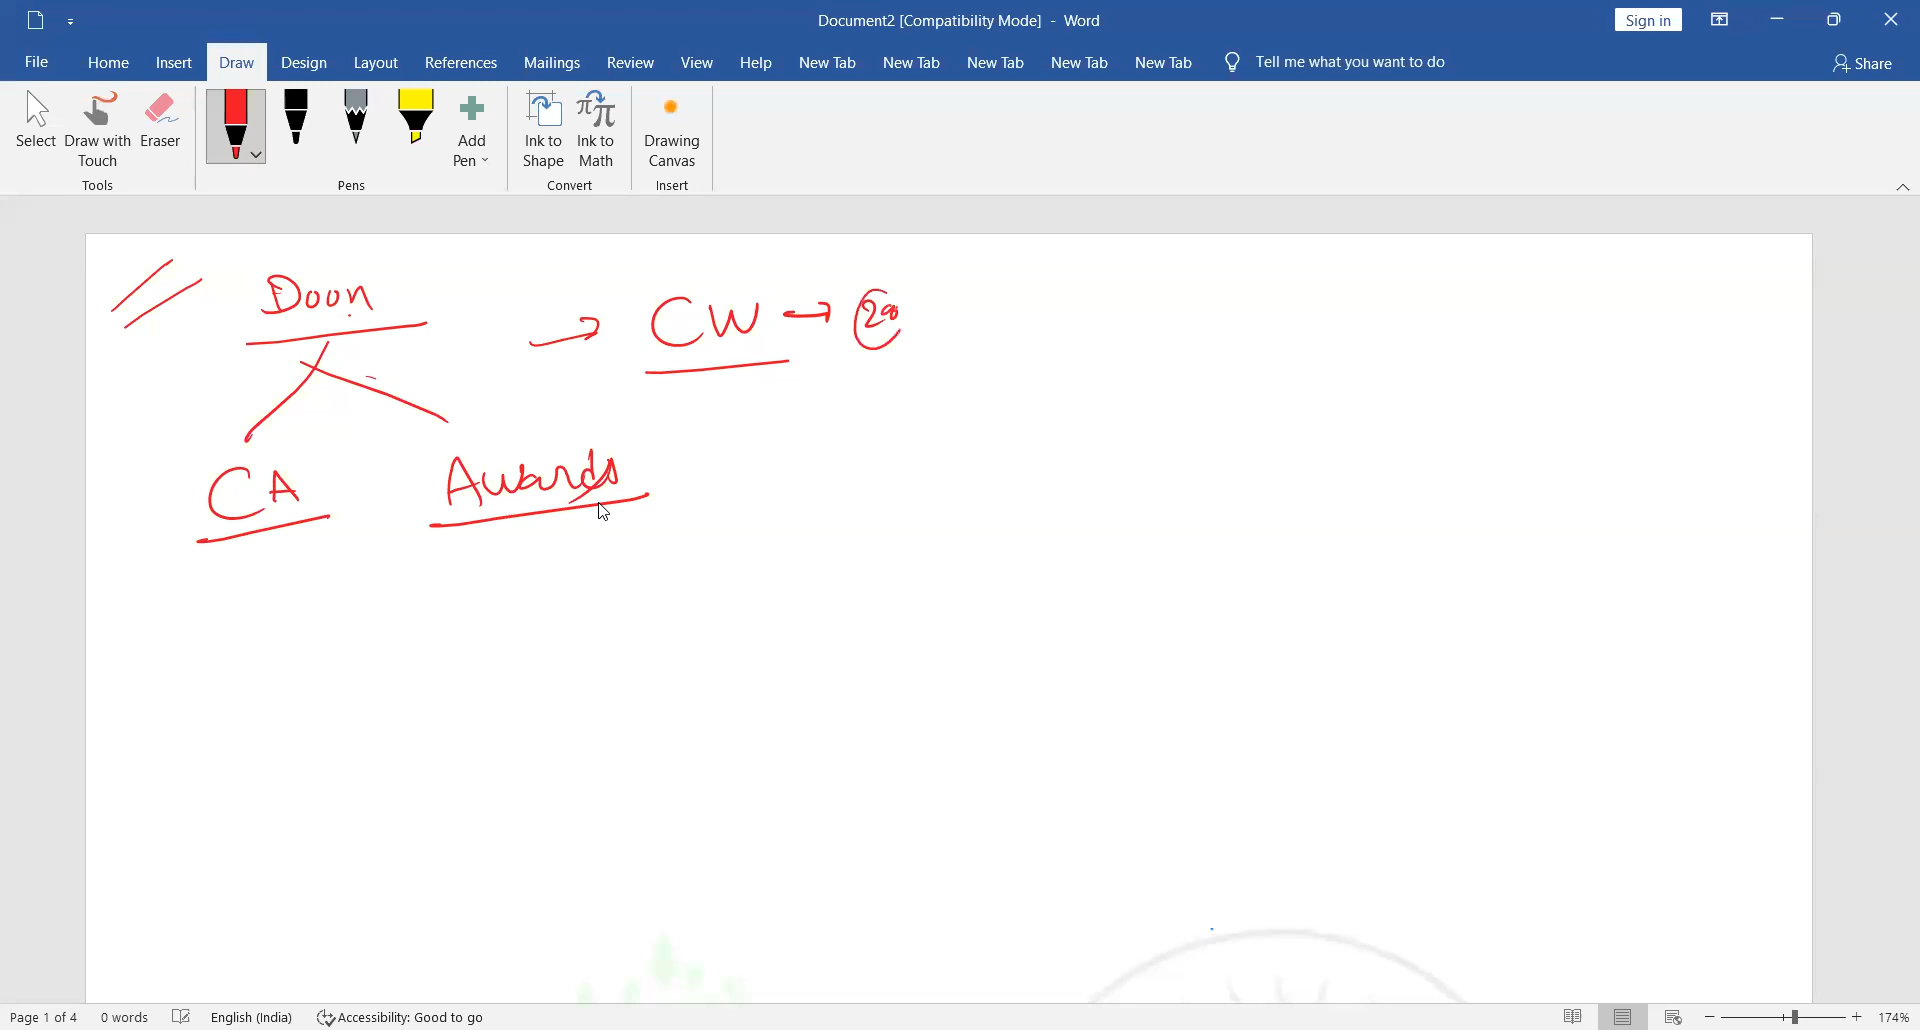 Document2 [Compatibility Mode] - Word
Sign in
File Home Insert Draw Design Layout References Mailings Review View Help New Tab New Tab New Tab New Tab New Tab Tell me what you want to do Share
Select Draw with Touch Eraser Add Pen Ink to Shape Ink to Math Drawing Canvas
Tools Pens Convert Insert
Doon → CW →
CA Awards
Page 1 of 4 0 words English (India) Accessibility: Good to go 174%